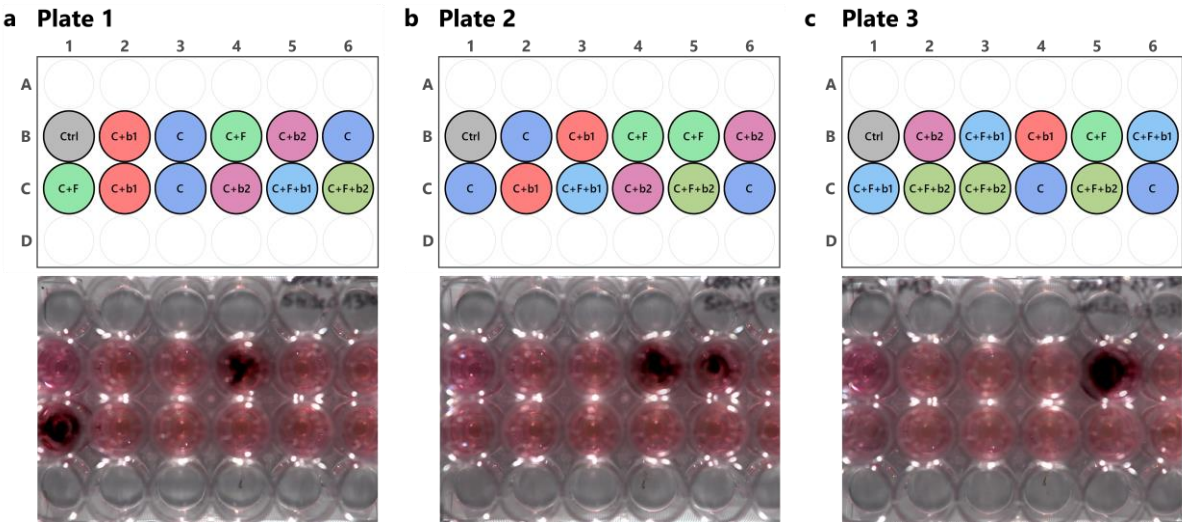 a Plate 1
1 2 3 4 5 6
A
B Ctrl C+b1 C C+F C+b2 C
C C+F C+b1 C C+b2 C+F+b1 C+F+b2
D
b Plate 2
1 2 3 4 5 6
A
B Ctrl C C+b1 C+F C+F C+b2
C C C+b1 C+F+b1 C+b2 C+F+b2 C
D
c Plate 3
1 2 3 4 5 6
A
B Ctrl C+b2 C+F+b1 C+b1 C+F C+F+b1
C C+F+b1 C+F+b2 C+F+b2 C C+F+b2 C
D